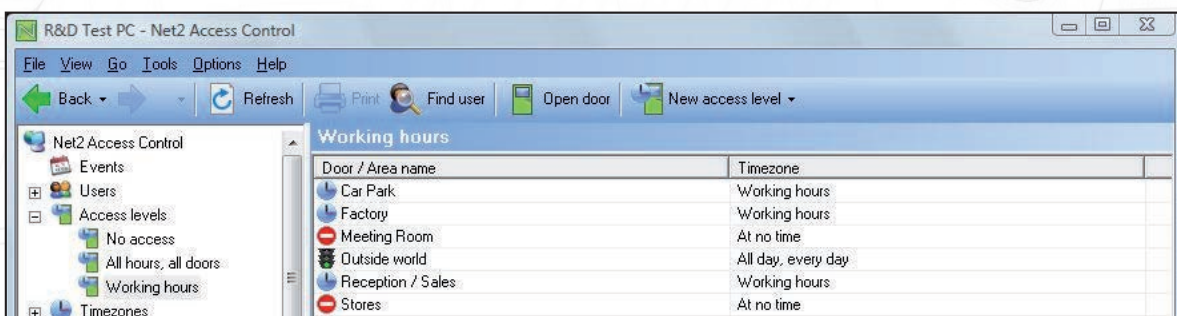 R&D Test PC - Net2 Access Control
File View Go Tools Options Help
Back Refresh Print Find user Open door New access level
Net2 Access Control
Events
Users
Access levels
No access
All hours, all doors
Working hours
Timezones
Working hours
Door / Area name Timezone
Car Park Working hours
Factory Working hours
Meeting Room At no time
Outside world All day, every day
Reception / Sales Working hours
Stores At no time